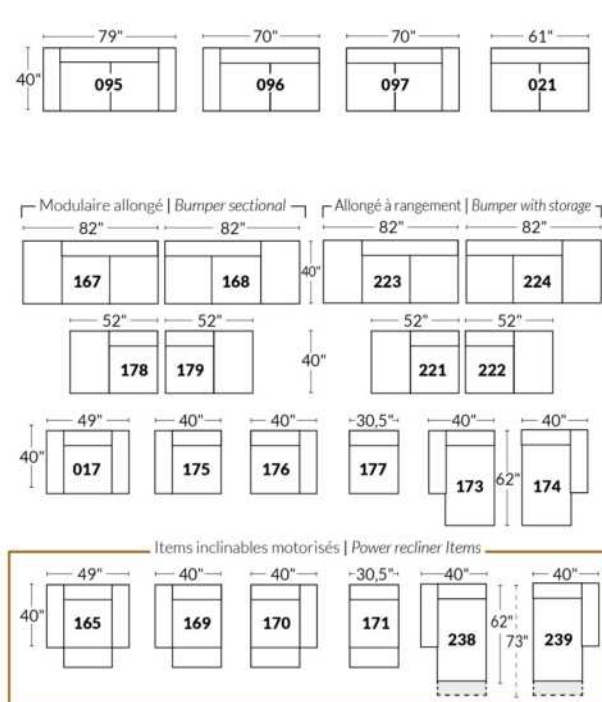 79" 70" 70" 61"
40" 095 096 097 021
Modulaire allongé | Bumper sectional Allongé à rangement | Bumper with storage
82" 82" 82" 82"
167 168 40" 223 224
52" 52" 52" 52"
178 179 40" 221 222
49" 40" 40" 30,5" 40" 40"
40" 017 175 176 177 173 62" 174
Items inclinables motorisés | Power recliner Items
49" 40" 40" 30,5" 40" 40"
40" 165 169 170 171 238 62" 73" 239